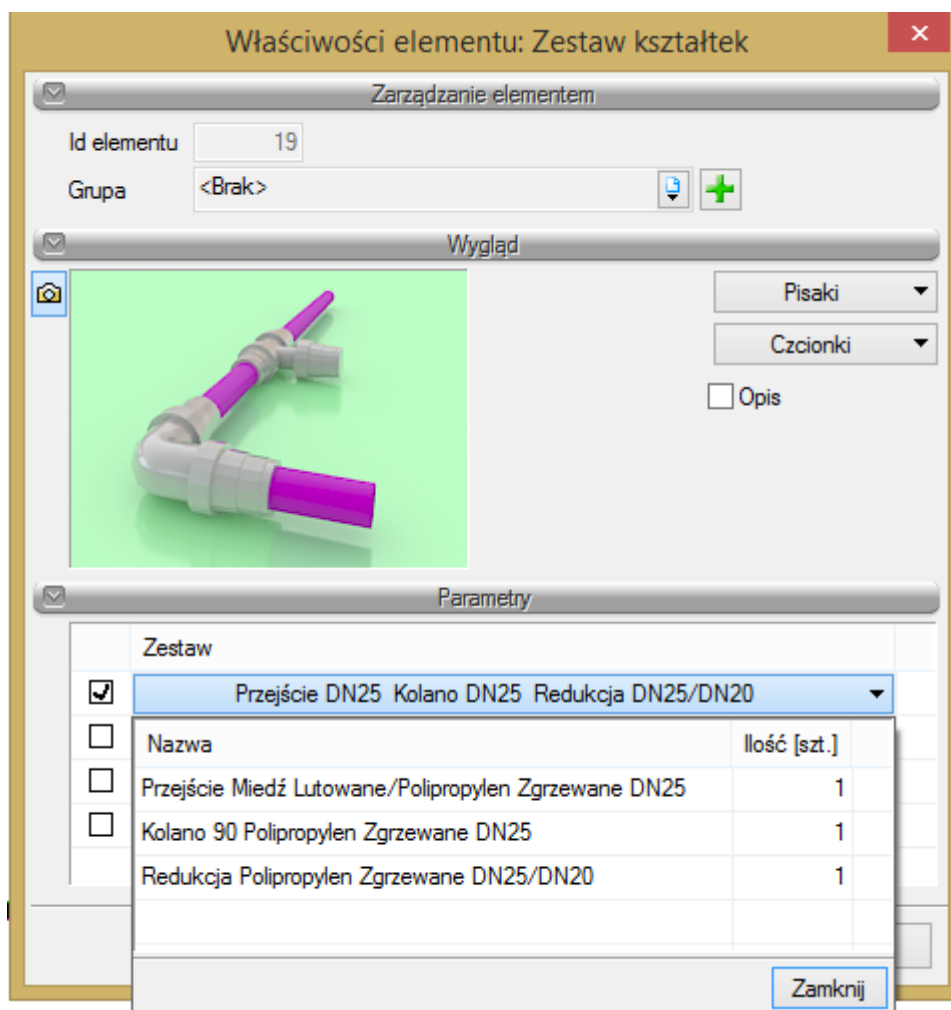 Właściwości elementu: Zestaw kształtek
Zarządzanie elementem
Id elementu 19
Grupa <Brak>
Wygląd
Pisaki
Czcionki
Opis
Parametry
Zestaw
Przejście DN25 Kolano DN25 Redukcja DN25/DN20
Nazwa Ilość [szt.]
Przejście Miedź Lutowane/Polipropylen Zgrzewane DN25 1
Kolano 90 Polipropylen Zgrzewane DN25 1
Redukcja Polipropylen Zgrzewane DN25/DN20 1
Zamknij